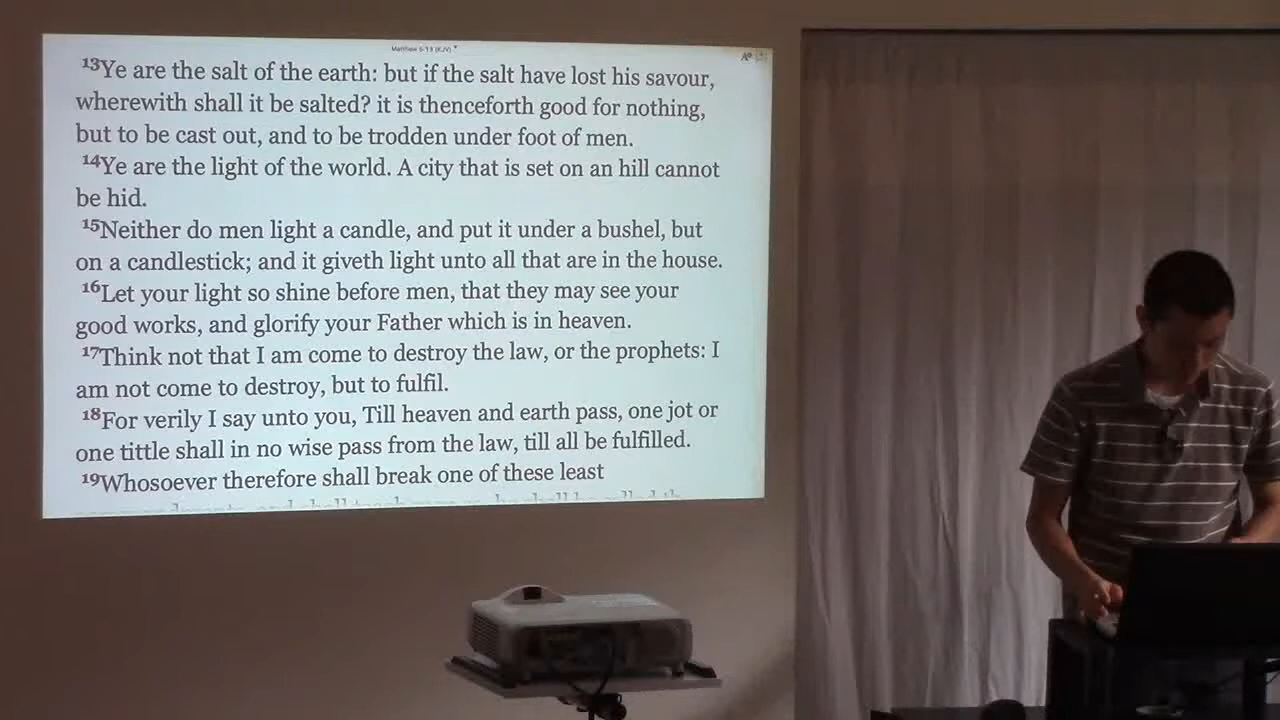 Matthew 5:13 (KJV)
¹³Ye are the salt of the earth: but if the salt have lost his savour,
wherewith shall it be salted? it is thenceforth good for nothing,
but to be cast out, and to be trodden under foot of men.
¹⁴Ye are the light of the world. A city that is set on an hill cannot
be hid.
¹⁵Neither do men light a candle, and put it under a bushel, but
on a candlestick; and it giveth light unto all that are in the house.
¹⁶Let your light so shine before men, that they may see your
good works, and glorify your Father which is in heaven.
¹⁷Think not that I am come to destroy the law, or the prophets: I
am not come to destroy, but to fulfil.
¹⁸For verily I say unto you, Till heaven and earth pass, one jot or
one tittle shall in no wise pass from the law, till all be fulfilled.
¹⁹Whosoever therefore shall break one of these least